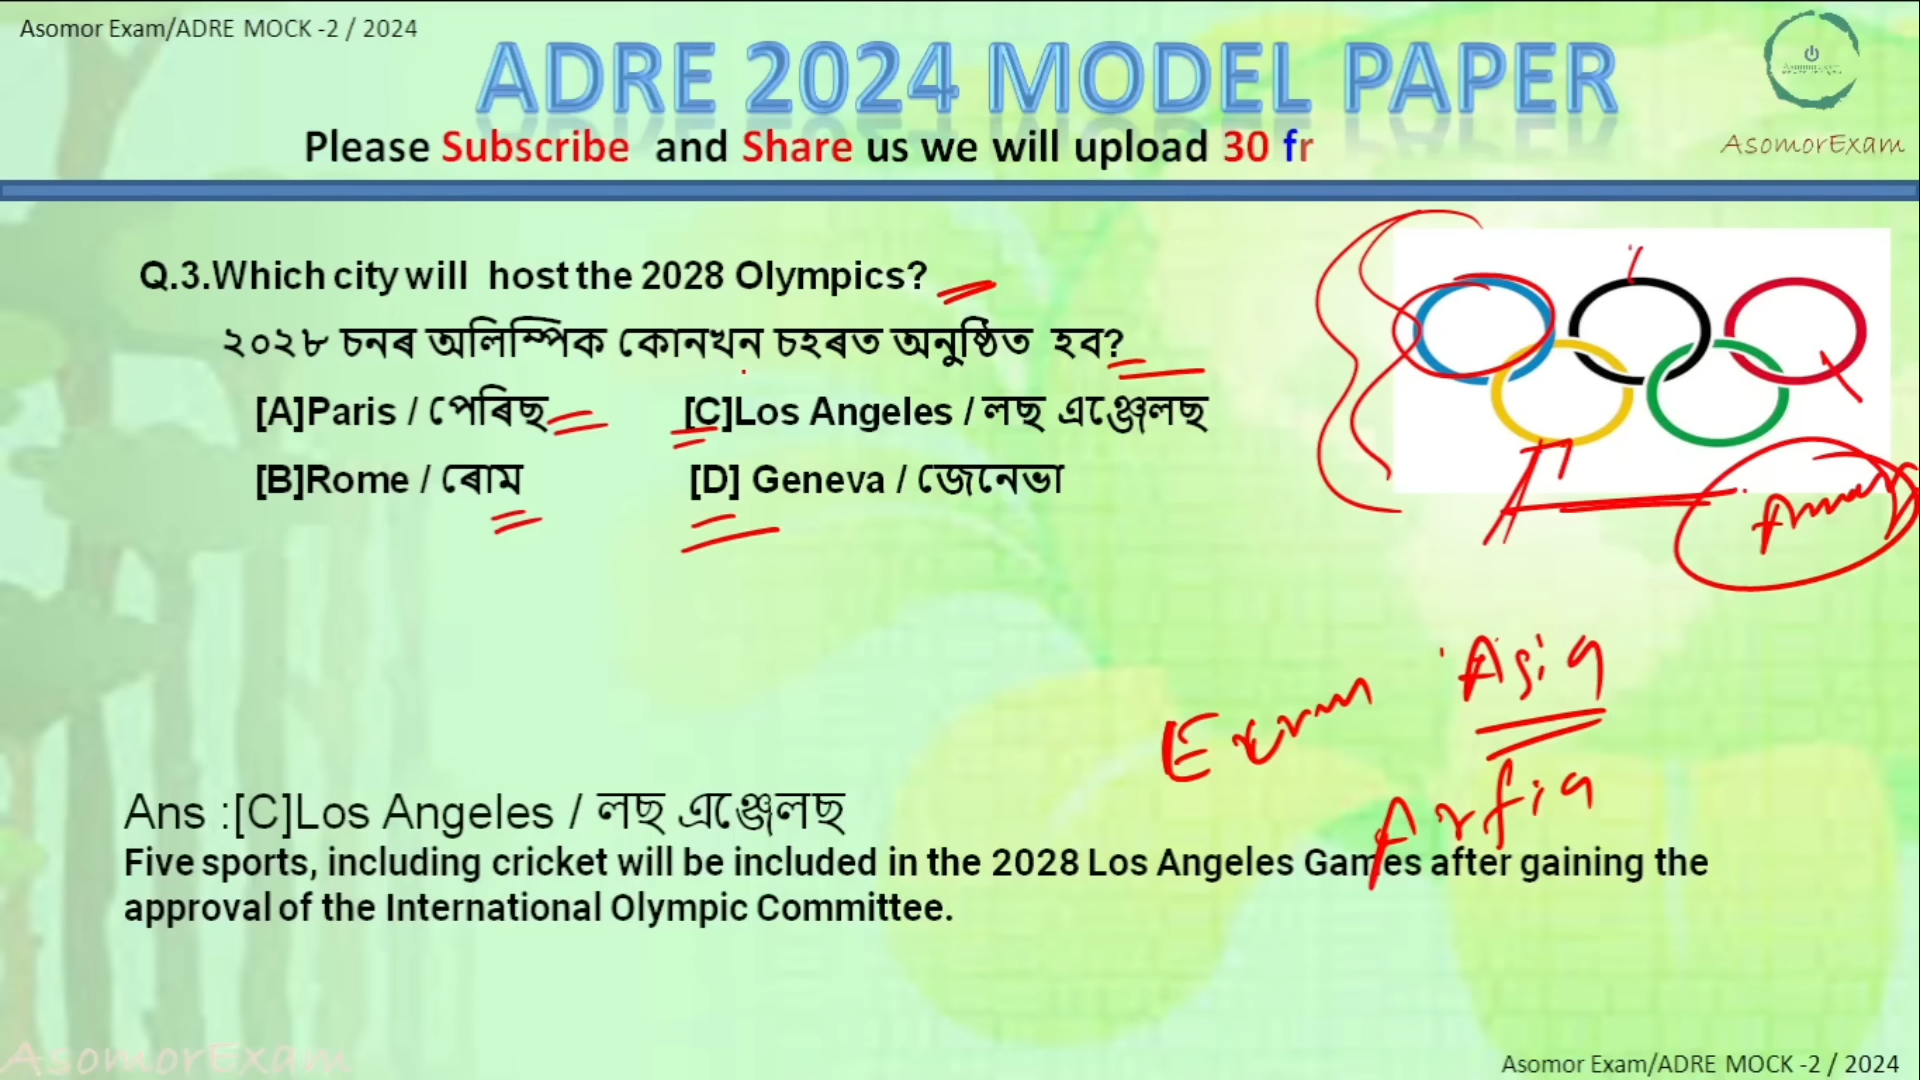 Asomor Exam/ADRE MOCK -2 / 2024
ADRE 2024 MODEL PAPER
Please Subscribe and Share us we will upload 30 fr
AsomorExam
Q.3.Which city will host the 2028 Olympics?
২০২৮ চনৰ অলিম্পিক কোনখন চহৰত অনুষ্ঠিত হব?
[A]Paris / পেৰিছ [C]Los Angeles / লছ এঞ্জেলছ
[B]Rome / ৰোম [D] Geneva / জেনেভা
Asia
Exam
Arfia
Ans :[C]Los Angeles / লছ এঞ্জেলছ
Five sports, including cricket will be included in the 2028 Los Angeles Games after gaining the
approval of the International Olympic Committee.
AsomorExam
Asomor Exam/ADRE MOCK -2 / 2024